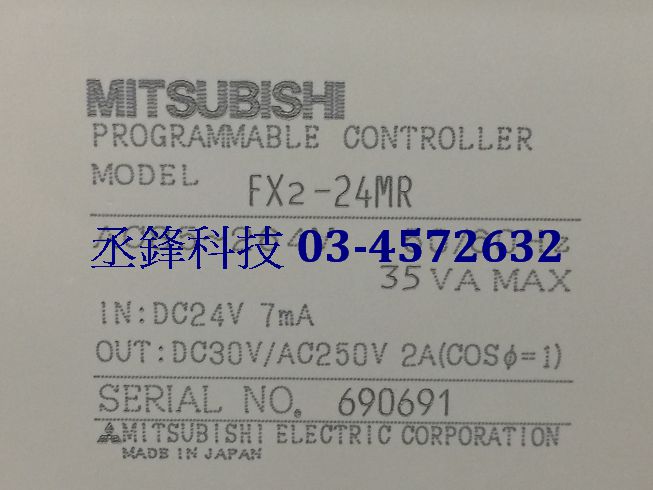 MITSUBISHI
PROGRAMMABLE CONTROLLER
MODEL FX2-24MR
丞鋒科技 03-4572632
35VA MAX
IN:DC24V 7mA
OUT:DC30V/AC250V 2A(COSφ=1)
SERIAL NO. 690691
MITSUBISHI ELECTRIC CORPORATION
MADE IN JAPAN